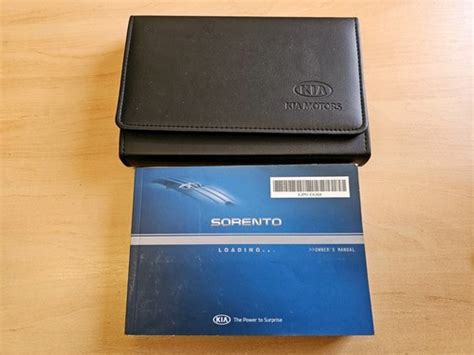 KIA
KIA MOTORS
SORENTO
LOADING...
>>OWNER'S MANUAL
KIA The Power to Surprise